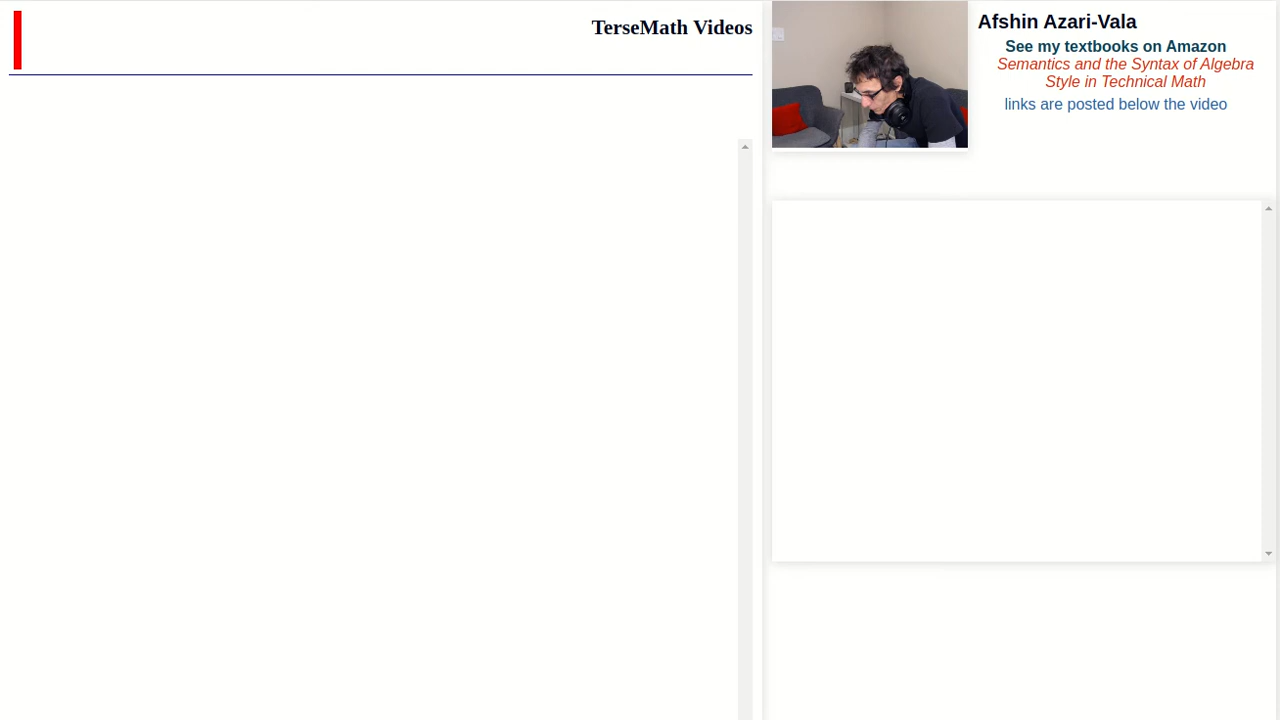 TerseMath Videos
Afshin Azari-Vala
See my textbooks on Amazon
Semantics and the Syntax of Algebra
Style in Technical Math
links are posted below the video